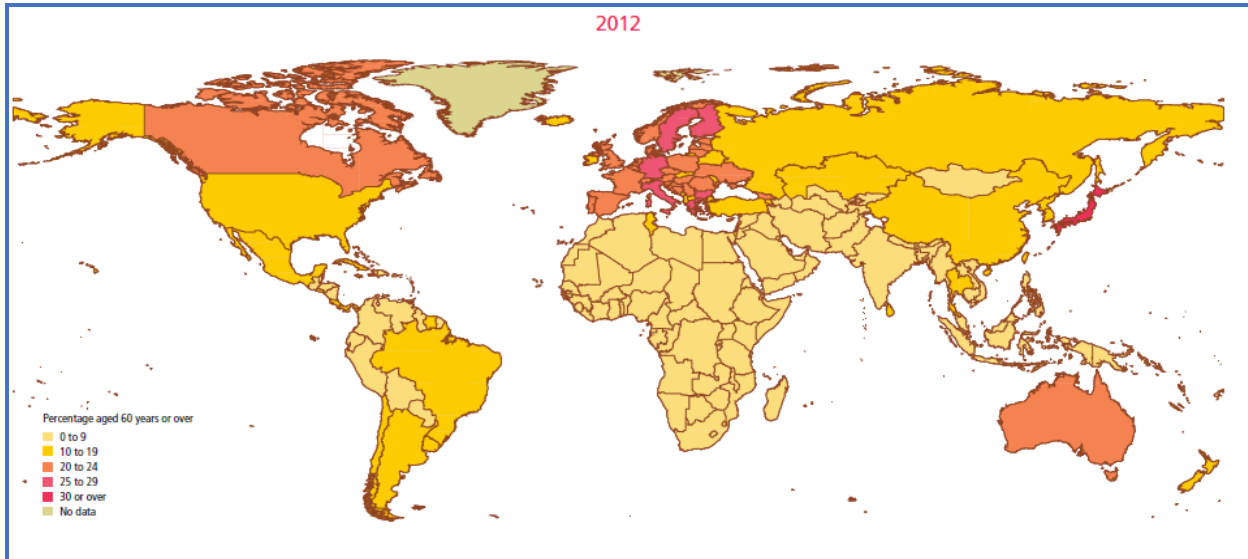 2012
Percentage aged 60 years or over
0 to 9
10 to 19
20 to 24
25 to 29
30 or over
No data